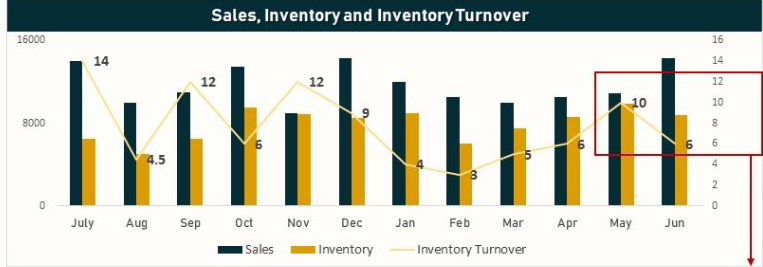 Sales, Inventory and Inventory Turnover
16000 16
14 14
12 12 12
9 10 10
8000 8
6 6 6 6
4.5 4 5 4
3 2
0 0
July Aug Sep Oct Nov Dec Jan Feb Mar Apr May Jun
Sales Inventory Inventory Turnover